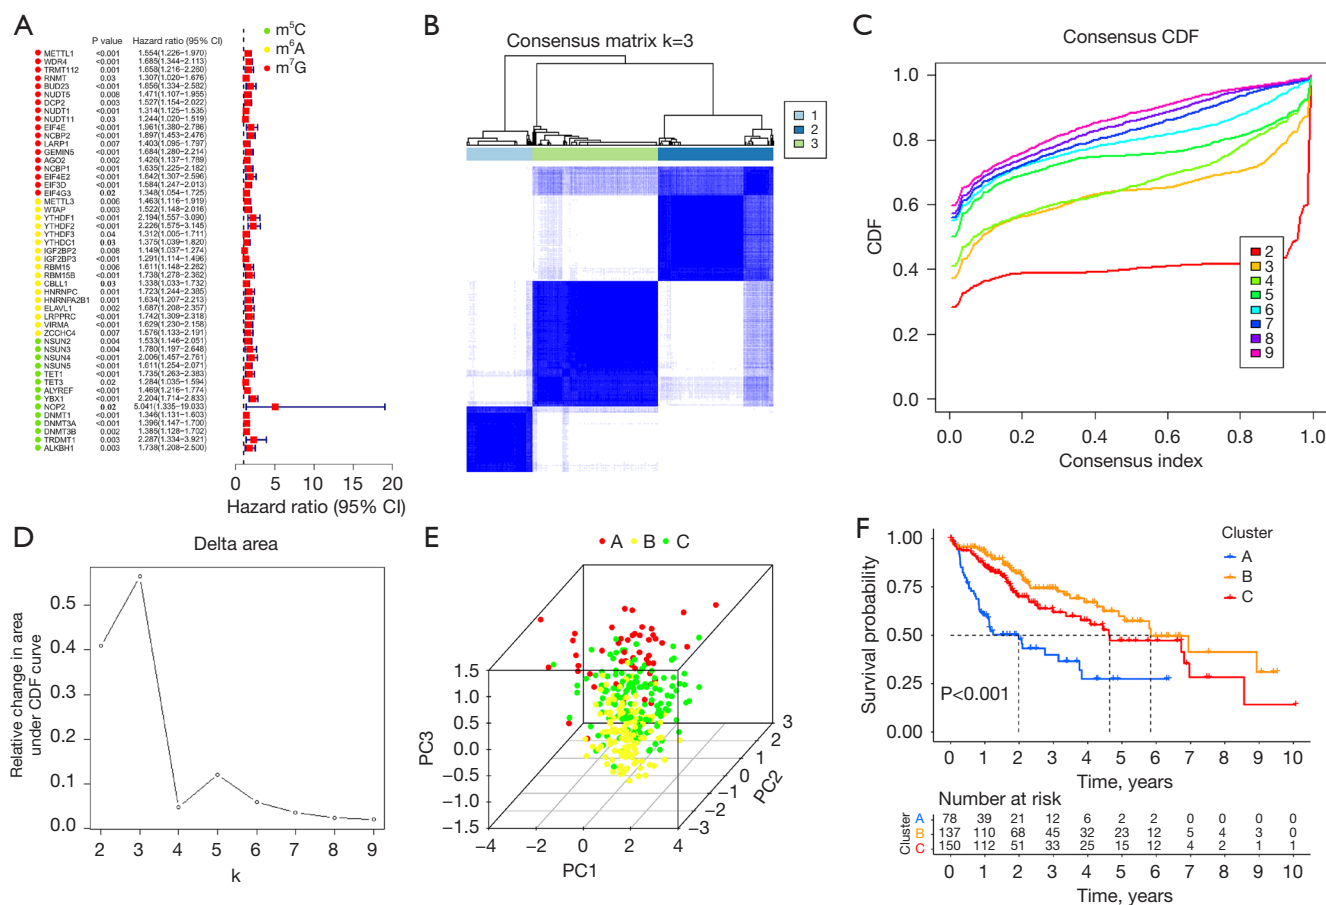 A
m⁵C
m⁶A
m⁷G
P value Hazard ratio (95% CI)
METTL1 <0.001 1.554(1.226−1.970)
WDR4 <0.001 1.685(1.344−2.113)
TRMT112 0.001 1.658(1.216−2.260)
RNMT 0.03 1.307(1.020−1.676)
BUD23 <0.001 1.856(1.334−2.582)
NUDT5 0.008 1.471(1.107−1.955)
DCP2 0.003 1.527(1.154−2.022)
NUDT1 <0.001 1.314(1.125−1.535)
NUDT11 0.03 1.244(1.020−1.519)
EIF4E <0.001 1.961(1.380−2.786)
NCBP2 <0.001 1.897(1.453−2.476)
LARP1 0.007 1.403(1.095−1.797)
GEMIN5 <0.001 1.684(1.280−2.214)
AGO2 0.002 1.426(1.137−1.789)
NCBP1 <0.001 1.635(1.225−2.182)
EIF4E2 <0.001 1.842(1.307−2.596)
EIF3D <0.001 1.584(1.247−2.013)
EIF4G3 0.02 1.348(1.054−1.725)
METTL3 0.006 1.463(1.116−1.919)
WTAP 0.003 1.522(1.148−2.016)
YTHDF1 <0.001 2.194(1.557−3.090)
YTHDF2 <0.001 2.226(1.575−3.145)
YTHDF3 0.04 1.312(1.005−1.711)
YTHDC1 0.03 1.375(1.039−1.820)
IGF2BP2 0.008 1.149(1.037−1.274)
IGF2BP3 <0.001 1.291(1.114−1.496)
RBM15 0.006 1.611(1.148−2.262)
RBM15B <0.001 1.738(1.278−2.362)
CBLL1 0.03 1.338(1.033−1.732)
HNRNPC <0.001 1.723(1.244−2.385)
HNRNPA2B1 <0.001 1.634(1.207−2.213)
ELAVL1 0.002 1.687(1.208−2.357)
LRPPRC <0.001 1.742(1.309−2.318)
VIRMA <0.001 1.629(1.230−2.158)
ZCCHC4 0.007 1.576(1.133−2.191)
NSUN2 0.004 1.533(1.146−2.051)
NSUN3 0.004 1.780(1.197−2.648)
NSUN4 <0.001 2.006(1.457−2.761)
NSUN5 <0.001 1.611(1.254−2.071)
TET1 <0.001 1.735(1.263−2.383)
TET3 0.02 1.284(1.035−1.594)
ALYREF <0.001 1.469(1.216−1.774)
YBX1 <0.001 2.204(1.714−2.833)
NOP2 0.02 5.041(1.335−19.033)
DNMT1 <0.001 1.346(1.131−1.603)
DNMT3A <0.001 1.396(1.147−1.700)
DNMT3B 0.002 1.385(1.128−1.702)
TRDMT1 0.003 2.287(1.334−3.921)
ALKBH1 0.003 1.738(1.208−2.500)
0 5 10 15 20
Hazard ratio (95% CI)
B
Consensus matrix k=3
1
2
3
C
Consensus CDF
CDF
1.0
0.8
0.6
0.4
0.2
0.0
2
3
4
5
6
7
8
9
0.0 0.2 0.4 0.6 0.8 1.0
Consensus index
D
Delta area
Relative change in area
under CDF curve
0.5
0.4
0.3
0.2
0.1
0.0
2 3 4 5 6 7 8 9
k
E
A B C
PC3
1.5
1.0
0.5
0.0
−0.5
−1.0
−1.5
−4 −2 0 2 4
PC1
−3
−2
−1
0
1
2
3
PC2
F
Cluster
A
B
C
Survival probability
1.00
0.75
0.50
0.25
0.00
P<0.001
0 1 2 3 4 5 6 7 8 9 10
Time, years
Number at risk
Cluster
A 78 39 21 12 6 2 2 0 0 0 0
B 137 110 68 45 32 23 12 5 4 3 0
C 150 112 51 33 25 15 12 4 2 1 1
0 1 2 3 4 5 6 7 8 9 10
Time, years